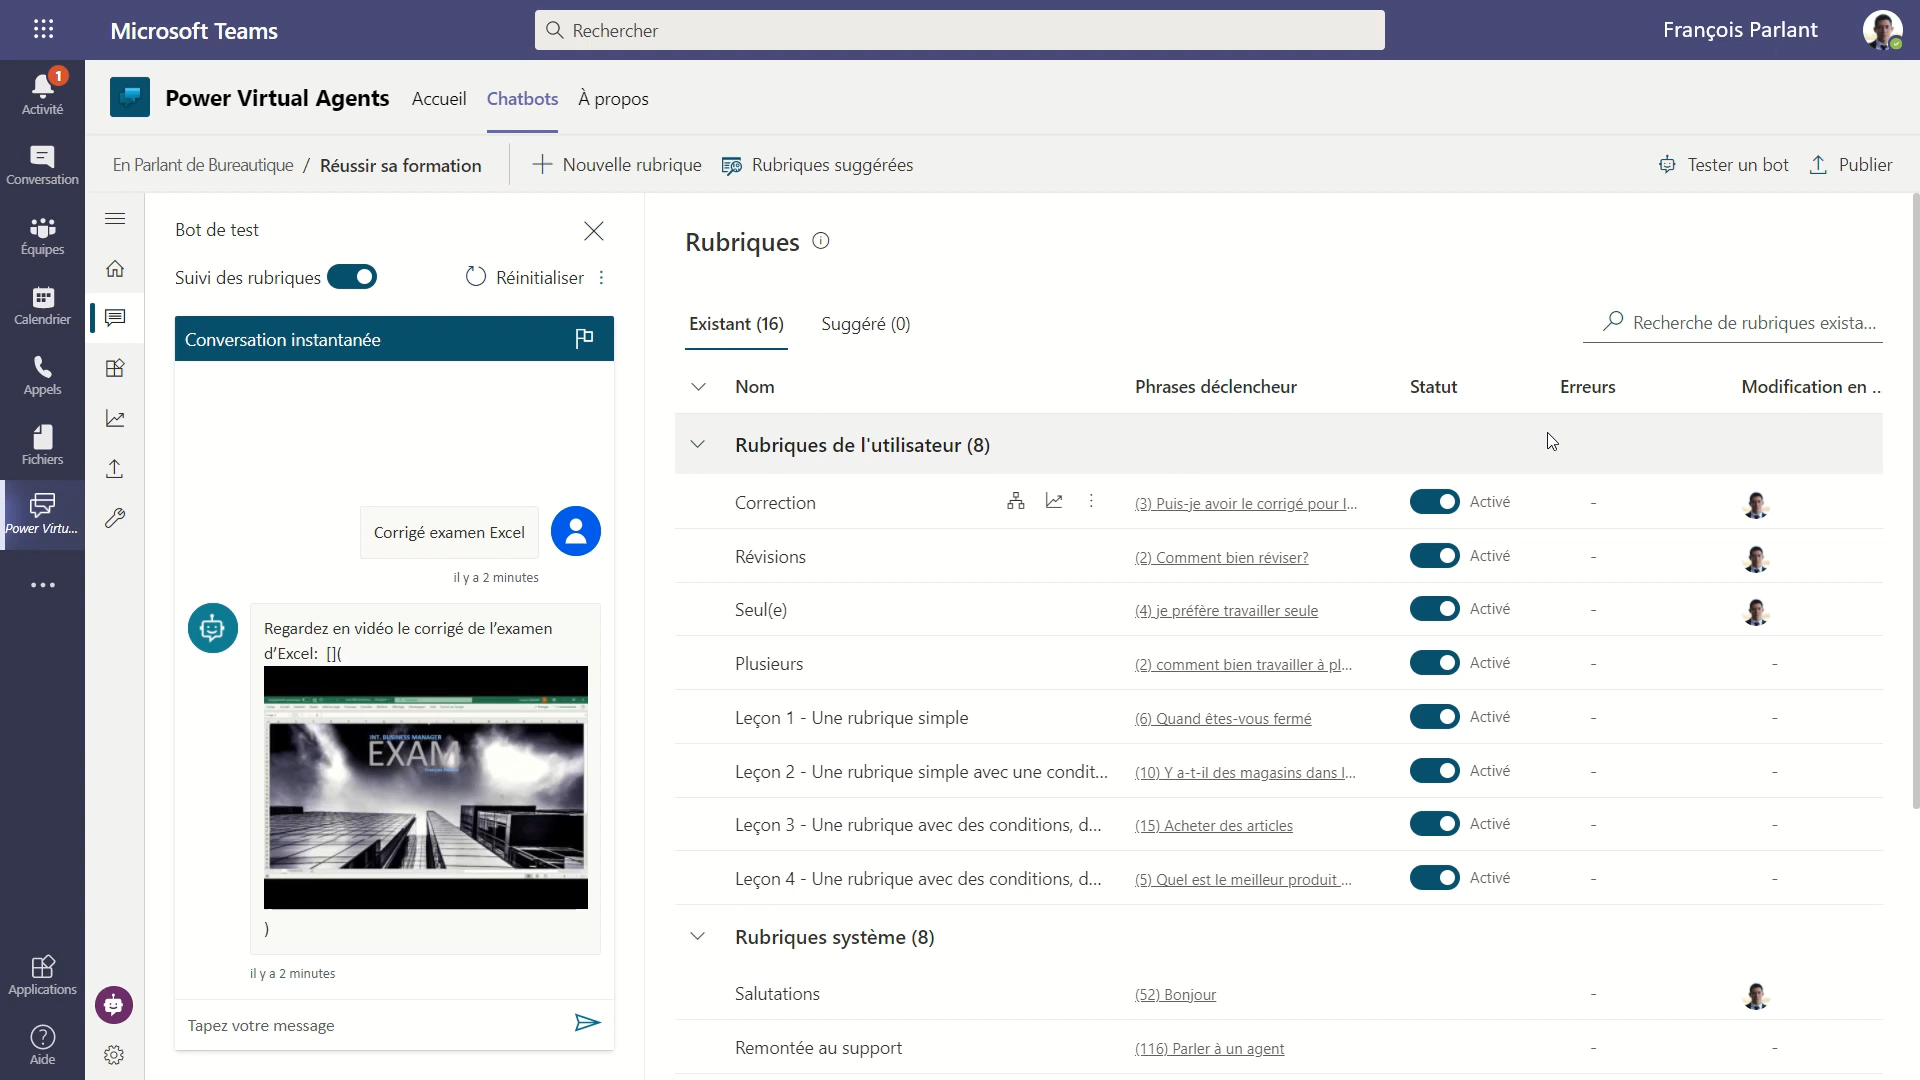 Microsoft Teams
Rechercher
François Parlant
1
Activité
Conversation
Équipes
Calendrier
Appels
Fichiers
Power Virtu...
Applications
Aide
Power Virtual Agents
Accueil
Chatbots
À propos
En Parlant de Bureautique / Réussir sa formation
Nouvelle rubrique
Rubriques suggérées
Tester un bot
Publier
Bot de test
Suivi des rubriques
Réinitialiser
Conversation instantanée
Corrigé examen Excel
il y a 2 minutes
Regardez en vidéo le corrigé de l’examen
d’Excel: [](
INT. BUSINESS MANAGER
EXAM
)
il y a 2 minutes
Tapez votre message
Rubriques
Existant (16)
Suggéré (0)
Recherche de rubriques exista...
Nom
Phrases déclencheur
Statut
Erreurs
Modification en ..
Rubriques de l'utilisateur (8)
Correction
(3) Puis-je avoir le corrigé pour l...
Activé
-
Révisions
(2) Comment bien réviser?
Activé
-
Seul(e)
(4) je préfère travailler seule
Activé
-
Plusieurs
(2) comment bien travailler à pl...
Activé
-
-
Leçon 1 - Une rubrique simple
(6) Quand êtes-vous fermé
Activé
-
-
Leçon 2 - Une rubrique simple avec une condit...
(10) Y a-t-il des magasins dans l...
Activé
-
-
Leçon 3 - Une rubrique avec des conditions, d...
(15) Acheter des articles
Activé
-
-
Leçon 4 - Une rubrique avec des conditions, d...
(5) Quel est le meilleur produit ...
Activé
-
-
Rubriques système (8)
Salutations
(52) Bonjour
-
Remontée au support
(116) Parler à un agent
-
-